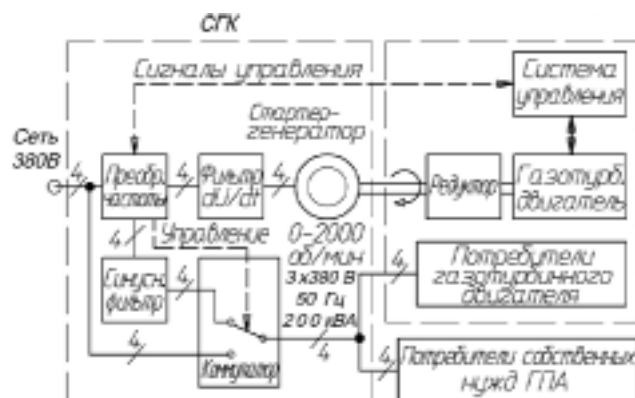 СГК
Сигналы управления
Система
управления
Стартер-
генератор
Сеть
380В
4
Преобр.
частоты
4
Фильтр
dU/dt
4
Редуктор
Газотурб.
двигатель
4
Управление
0-2000
об/мин
3х380 В
50 Гц
200 кВА
Синусн.
фильтр
4
4
Потребители
газотурбинного
двигателя
4
Коммутатор
4
4
Потребители собственных
нужд ГПА